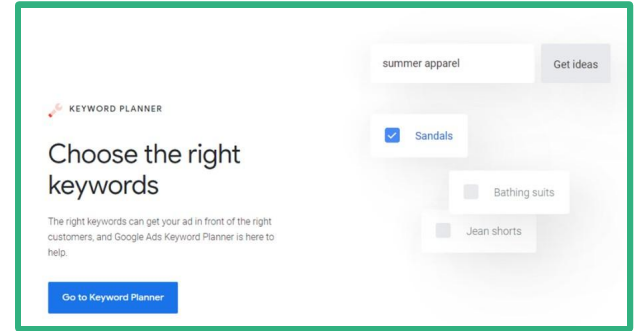 KEYWORD PLANNER
Choose the right
keywords
The right keywords can get your ad in front of the right
customers, and Google Ads Keyword Planner is here to
help.
Go to Keyword Planner
summer apparel
Get ideas
Sandals
Bathing suits
Jean shorts